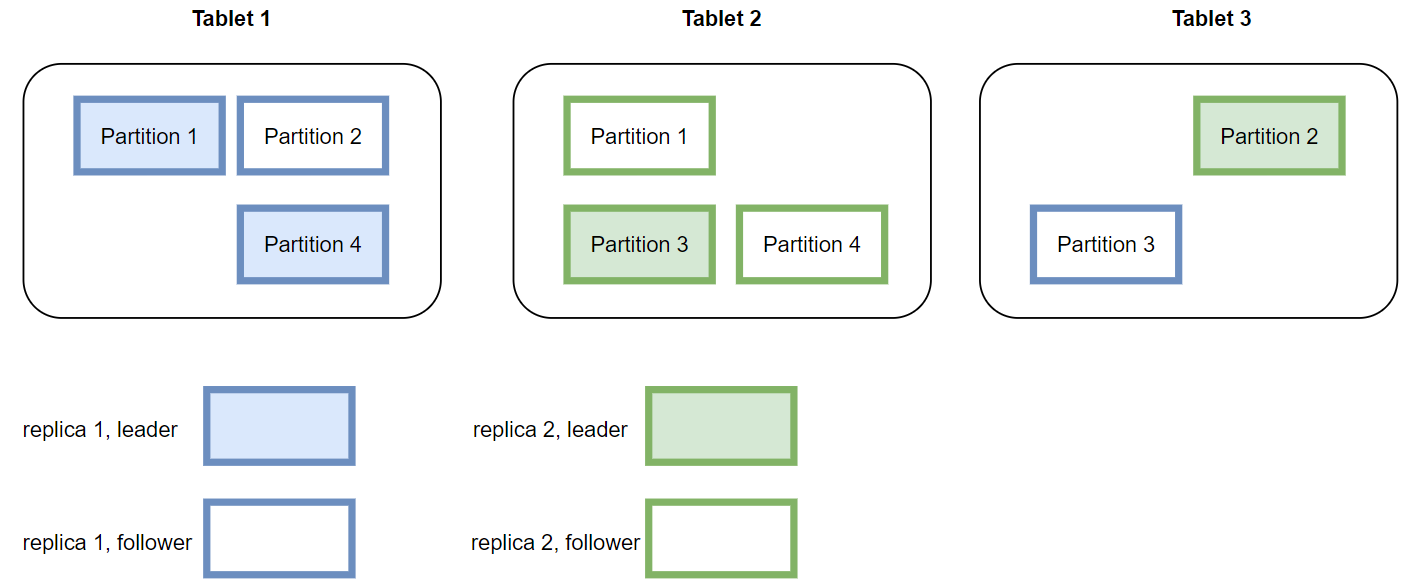 Tablet 1
Tablet 2
Tablet 3
Partition 1
Partition 2
Partition 4
Partition 1
Partition 3
Partition 4
Partition 2
Partition 3
replica 1, leader
replica 2, leader
replica 1, follower
replica 2, follower